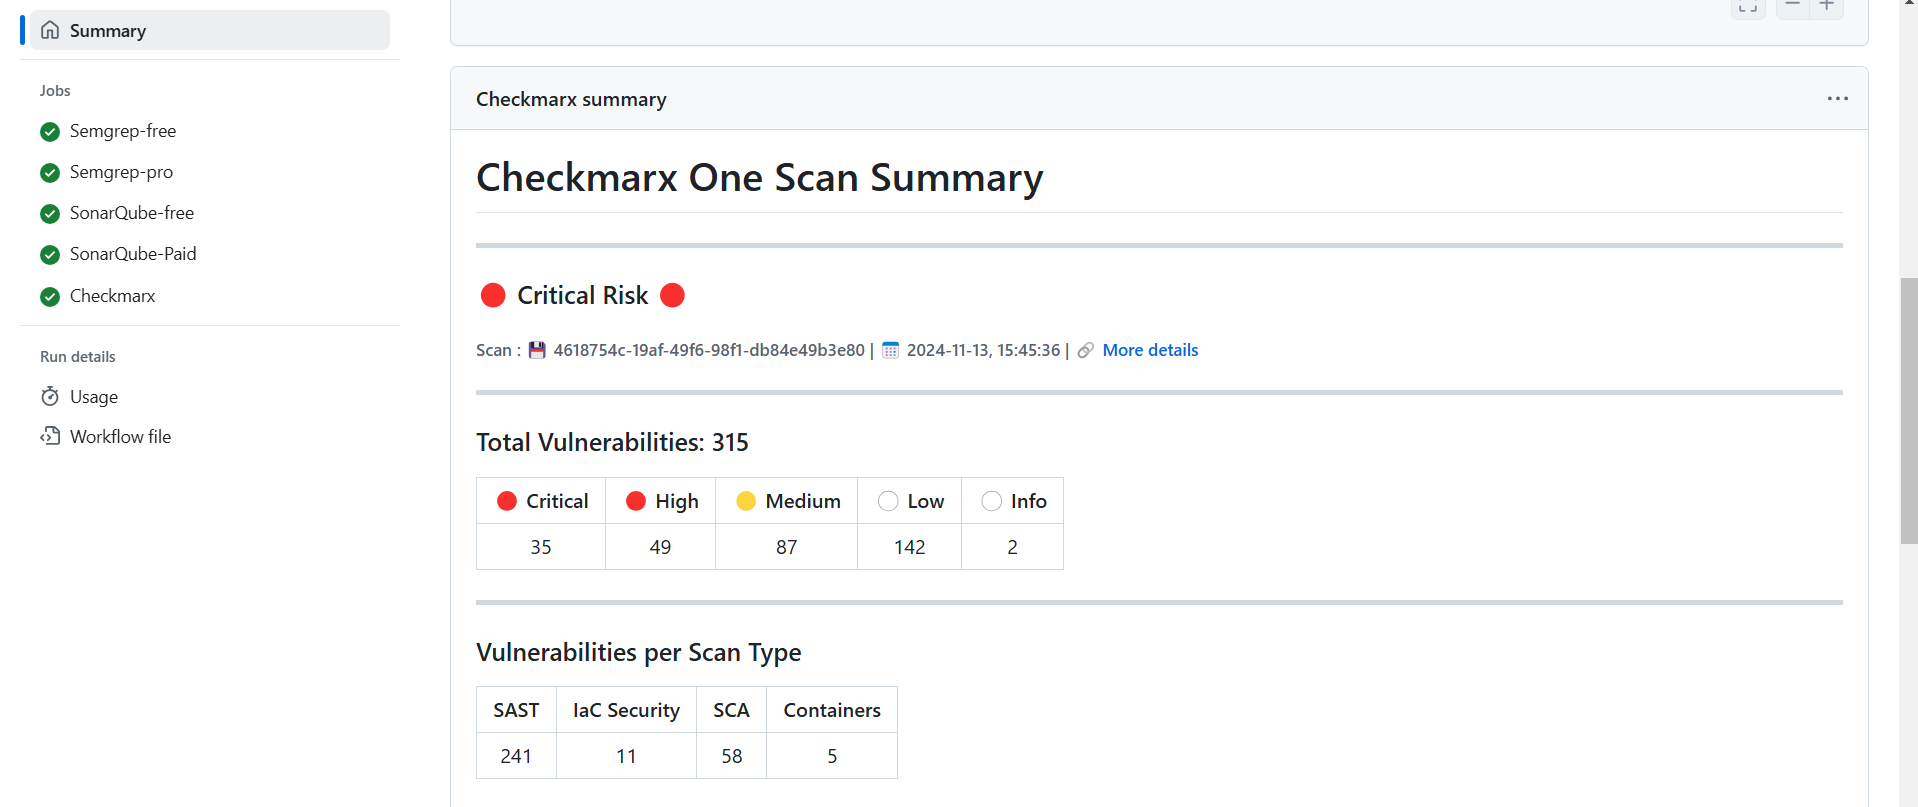 Summary
Jobs
Semgrep-free
Semgrep-pro
SonarQube-free
SonarQube-Paid
Checkmarx
Run details
Usage
Workflow file
Checkmarx summary
Checkmarx One Scan Summary
Critical Risk
Scan : 4618754c-19af-49f6-98f1-db84e49b3e80 | 2024-11-13, 15:45:36 | More details
Total Vulnerabilities: 315
Critical High Medium Low Info
35 49 87 142 2
Vulnerabilities per Scan Type
SAST IaC Security SCA Containers
241 11 58 5